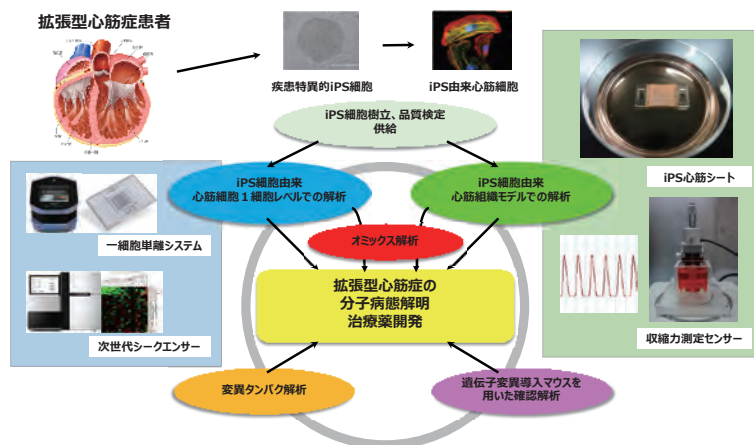 拡張型心筋症患者
疾患特異的iPS細胞
iPS由来心筋細胞
iPS細胞樹立、品質検定
供給
iPS細胞由来
心筋細胞１細胞レベルでの解析
iPS細胞由来
心筋組織モデルでの解析
iPS心筋シート
一細胞単離システム
オミックス解析
拡張型心筋症の
分子病態解明
治療薬開発
次世代シークエンサー
収縮力測定センサー
変異タンパク解析
遺伝子変異導入マウスを
用いた確認解析